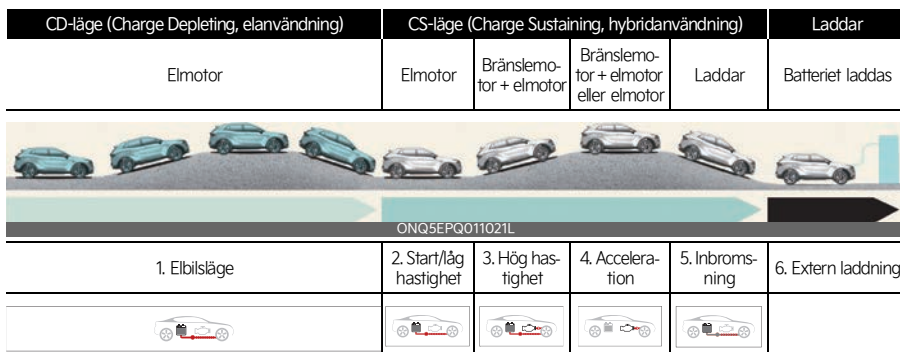 CD-läge (Charge Depleting, elanvändning)
CS-läge (Charge Sustaining, hybridanvändning)
Laddar
Elmotor
Elmotor
Bränslemo-
tor + elmotor
Bränslemo-
tor + elmotor
eller elmotor
Laddar
Batteriet laddas
ONQ5EPQ011021L
1. Elbilsläge
2. Start/låg
hastighet
3. Hög has-
tighet
4. Accelera-
tion
5. Inbroms-
ning
6. Extern laddning